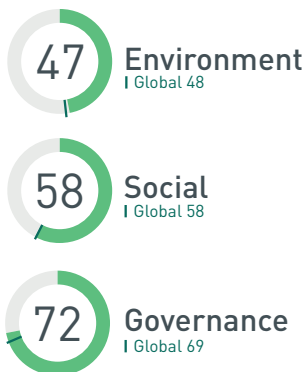 47
Environment
Global 48
58
Social
Global 58
72
Governance
Global 69